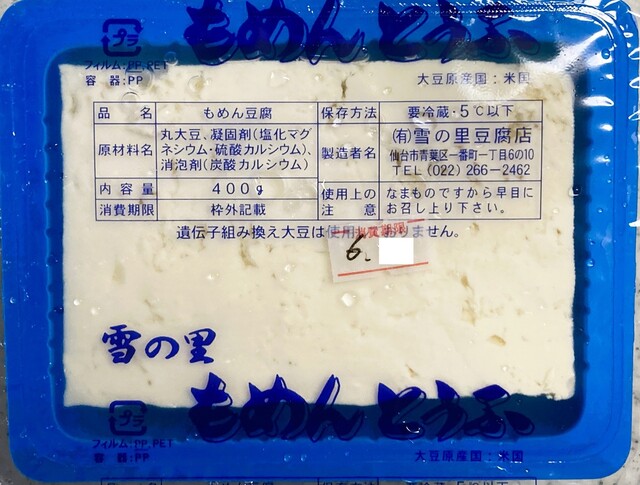 プラ
もめんとうふ
フィルム:PP,PET
容器:PP
大豆原産国:米国
品名 もめん豆腐
原材料名 丸大豆、凝固剤(塩化マグ
ネシウム・硫酸カルシウム)、
消泡剤(炭酸カルシウム)
内容量 400g
消費期限 枠外記載
保存方法 要冷蔵・5℃以下
製造者名 (有)雪の里豆腐店
仙台市青葉区一番町一丁目6の10
TEL(022)266-2462
使用上の注意 なまものですから早目に
お召し上り下さい。
遺伝子組み換え大豆は使用しておりません。
6.
雪の里
もめんとうふ
プラ
フィルム:PP,PET
容器:PP
大豆原産国:米国